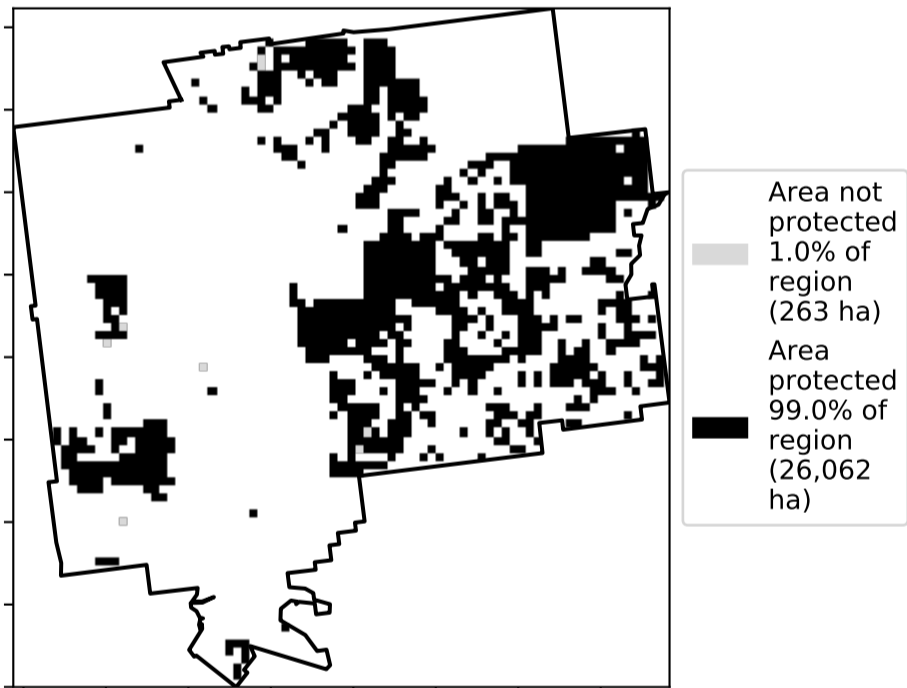 Area not
protected
1.0% of
region
(263 ha)
Area
protected
99.0% of
region
(26,062
ha)